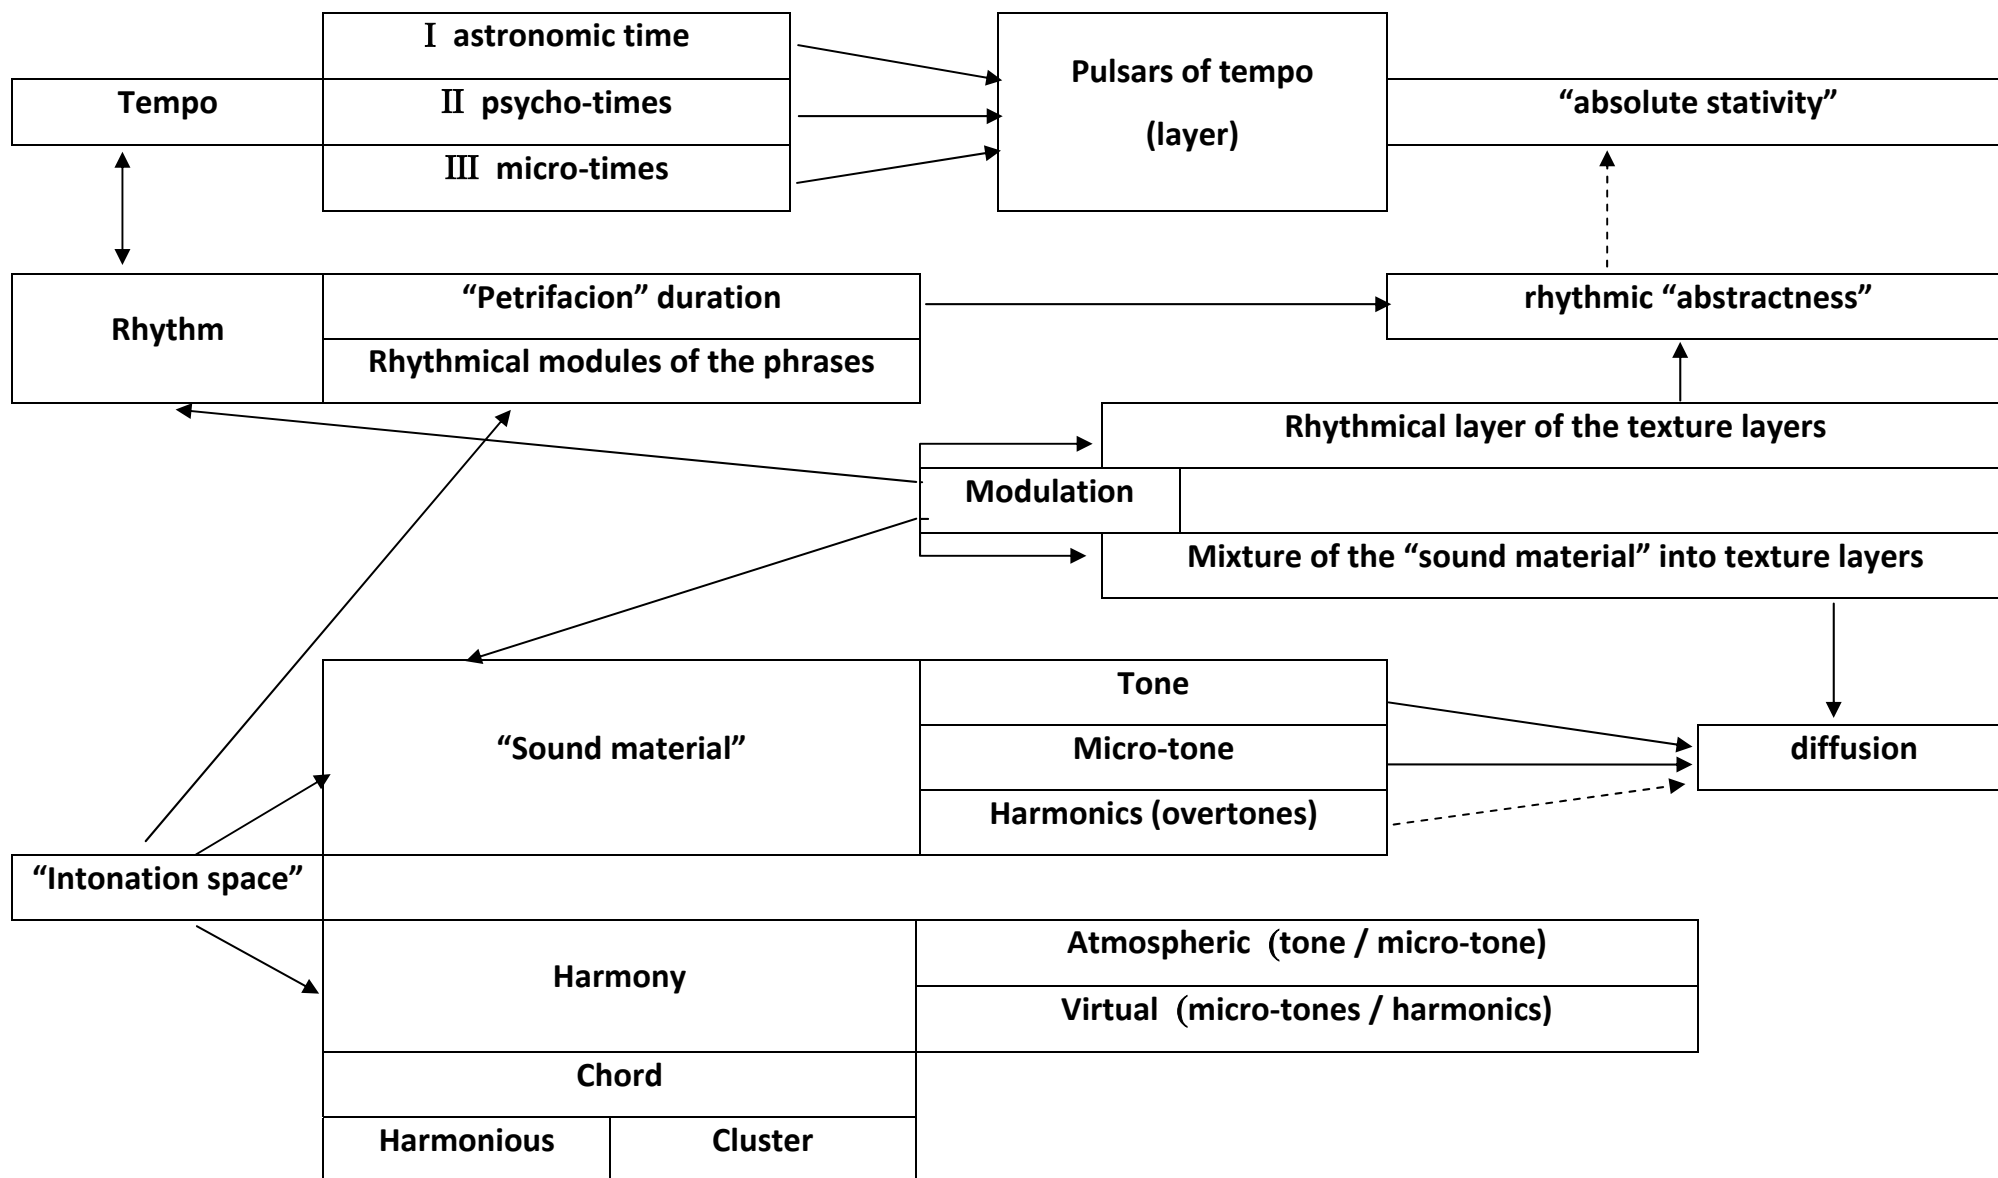 I astronomic time
Pulsars of tempo
(layer)
Tempo
II psycho-times
“absolute stativity”
III micro-times
Rhythm
“Petrifacion” duration
rhythmic “abstractness”
Rhythmical modules of the phrases
Rhythmical layer of the texture layers
Modulation
Mixture of the “sound material” into texture layers
“Sound material”
Tone
Micro-tone
diffusion
Harmonics (overtones)
“Intonation space”
Harmony
Atmospheric (tone / micro-tone)
Virtual (micro-tones / harmonics)
Chord
Harmonious
Cluster